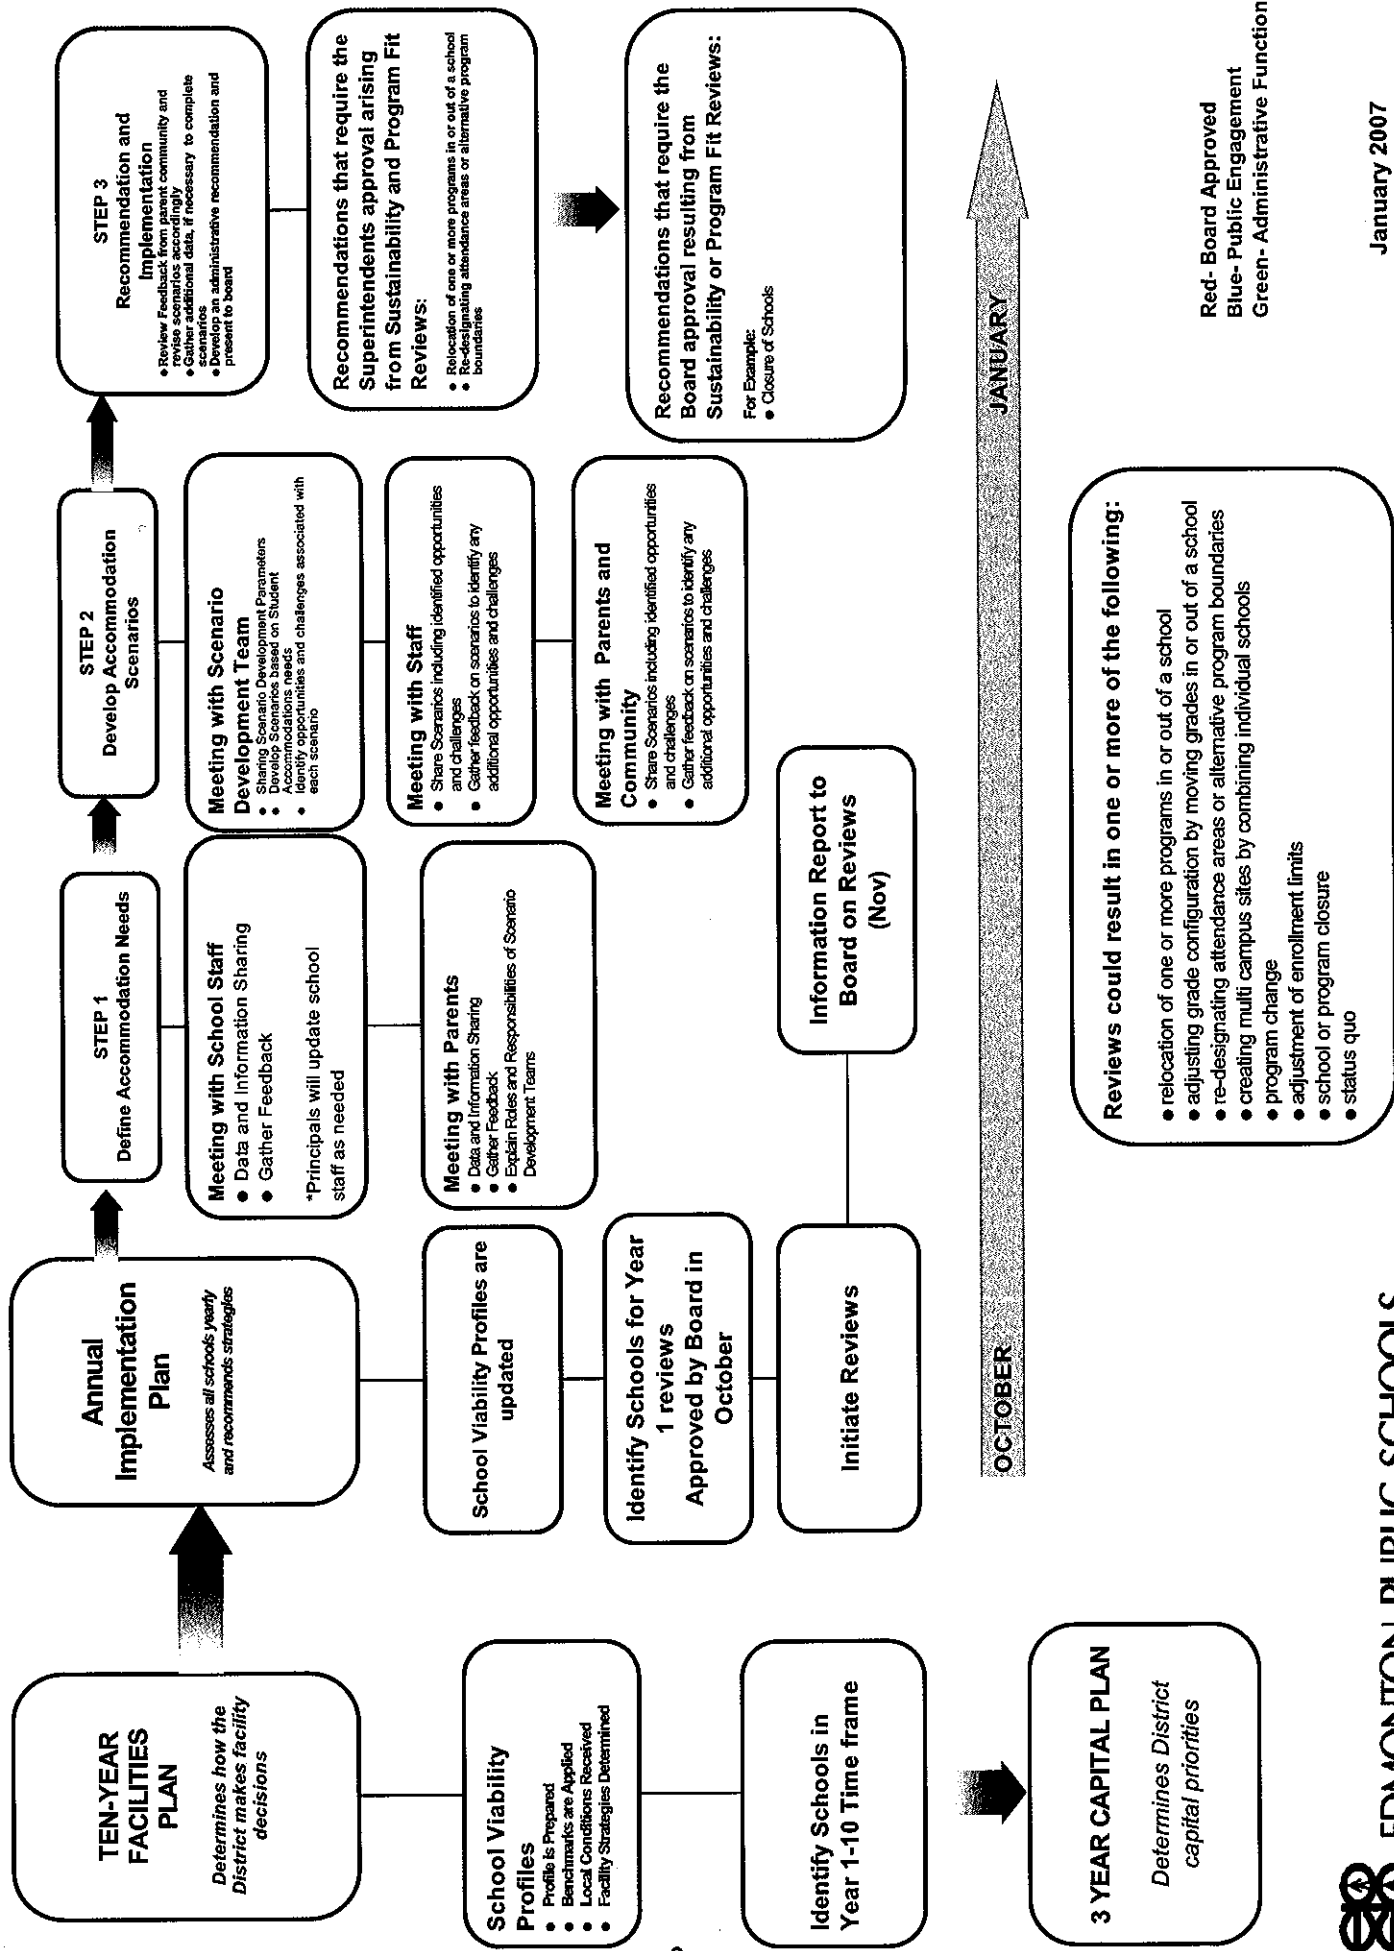 TEN-YEAR
FACILITIES
PLAN
Determines how the
District makes facility
decisions
School Viability
Profiles
● Profile is Prepared
● Benchmarks are Applied
● Local Conditions Received
● Facility Strategies Determined
Identify Schools in
Year 1-10 Time frame
3 YEAR CAPITAL PLAN
Determines District
capital priorities
Annual
Implementation
Plan
Assesses all schools yearly
and recommends strategies
School Viability Profiles are
updated
Identify Schools for Year
1 reviews
Approved by Board in
October
Initiate Reviews
Information Report to
Board on Reviews
(Nov)
STEP 1
Define Accommodation Needs
Meeting with School Staff
● Data and Information Sharing
● Gather Feedback
*Principals will update school
staff as needed
Meeting with Parents
● Data and Information Sharing
● Gather Feedback
● Explain Roles and Responsibilities of Scenario
Development Teams
STEP 2
Develop Accommodation
Scenarios
Meeting with Scenario
Development Team
● Sharing Scenario Development Parameters
● Develop Scenarios based on Student
Accommodations needs
● Identify opportunities and challenges associated with
each scenario
Meeting with Staff
● Share Scenarios including identified opportunities
and challenges
● Gather feedback on scenarios to identify any
additional opportunities and challenges
Meeting with Parents and
Community
● Share Scenarios including identified opportunities
and challenges
● Gather feedback on scenarios to identify any
additional opportunities and challenges
STEP 3
Recommendation and
Implementation
● Review Feedback from parent community and
revise scenarios accordingly
● Gather additional data, if necessary to complete
scenarios
● Develop an administrative recommendation and
present to board
Recommendations that require the
Superintendents approval arising
from Sustainability and Program Fit
Reviews:
● Relocation of one or more programs in or out of a school
● Re-designating attendance areas or alternative program
boundaries
Recommendations that require the
Board approval resulting from
Sustainability or Program Fit Reviews:
For Example:
● Closure of Schools
OCTOBER
JANUARY
Reviews could result in one or more of the following:
● relocation of one or more programs in or out of a school
● adjusting grade configuration by moving grades in or out of a school
● re-designating attendance areas or alternative program boundaries
● creating multi campus sites by combining individual schools
● program change
● adjustment of enrollment limits
● school or program closure
● status quo
Red- Board Approved
Blue- Public Engagement
Green- Administrative Function
January 2007
EDMONTON PUBLIC SCHOOLS